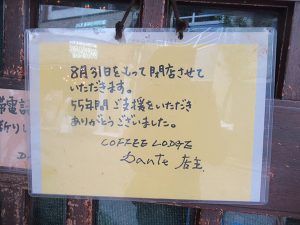 8月31日をもって閉店させて
いただきます。
55年間ご支援をいただき
ありがとうございました。
COFFEE LODGE
Dante 店主